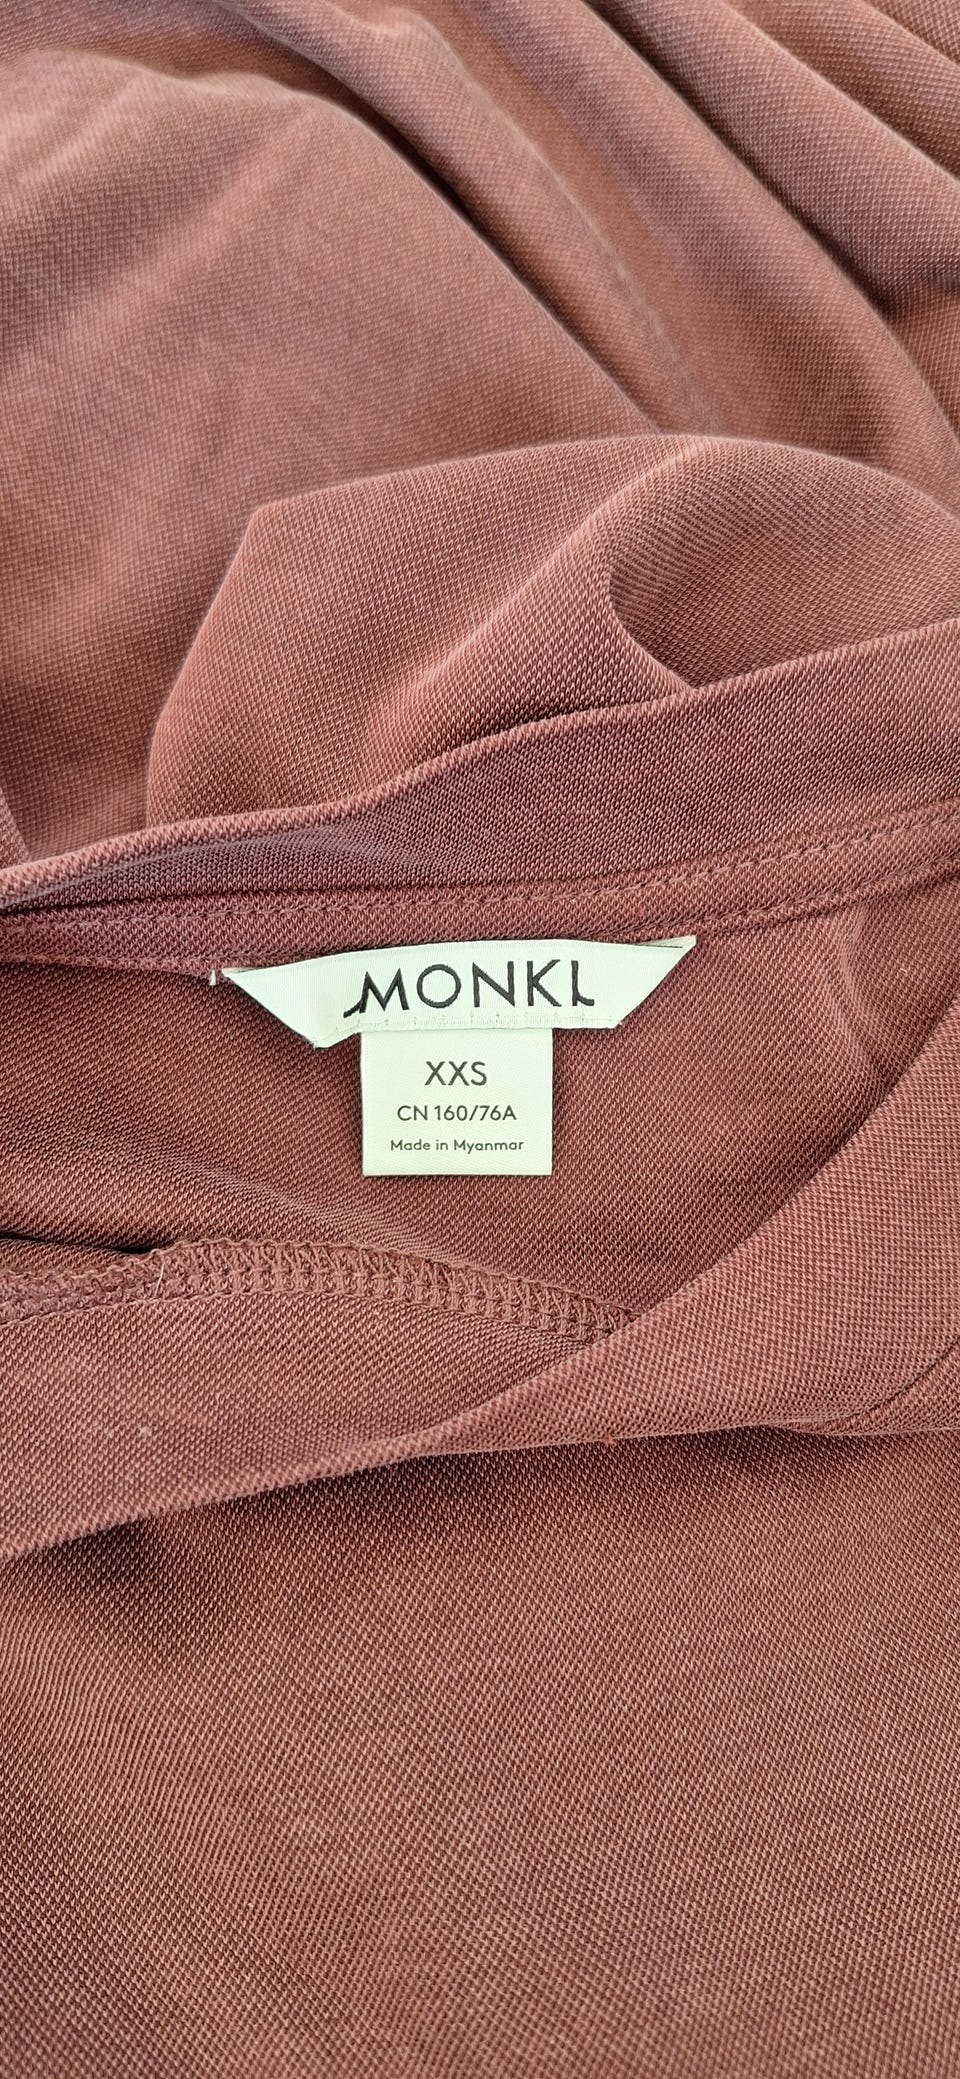 MONKI
XXS
CN 160/76A
Made in Myanmar